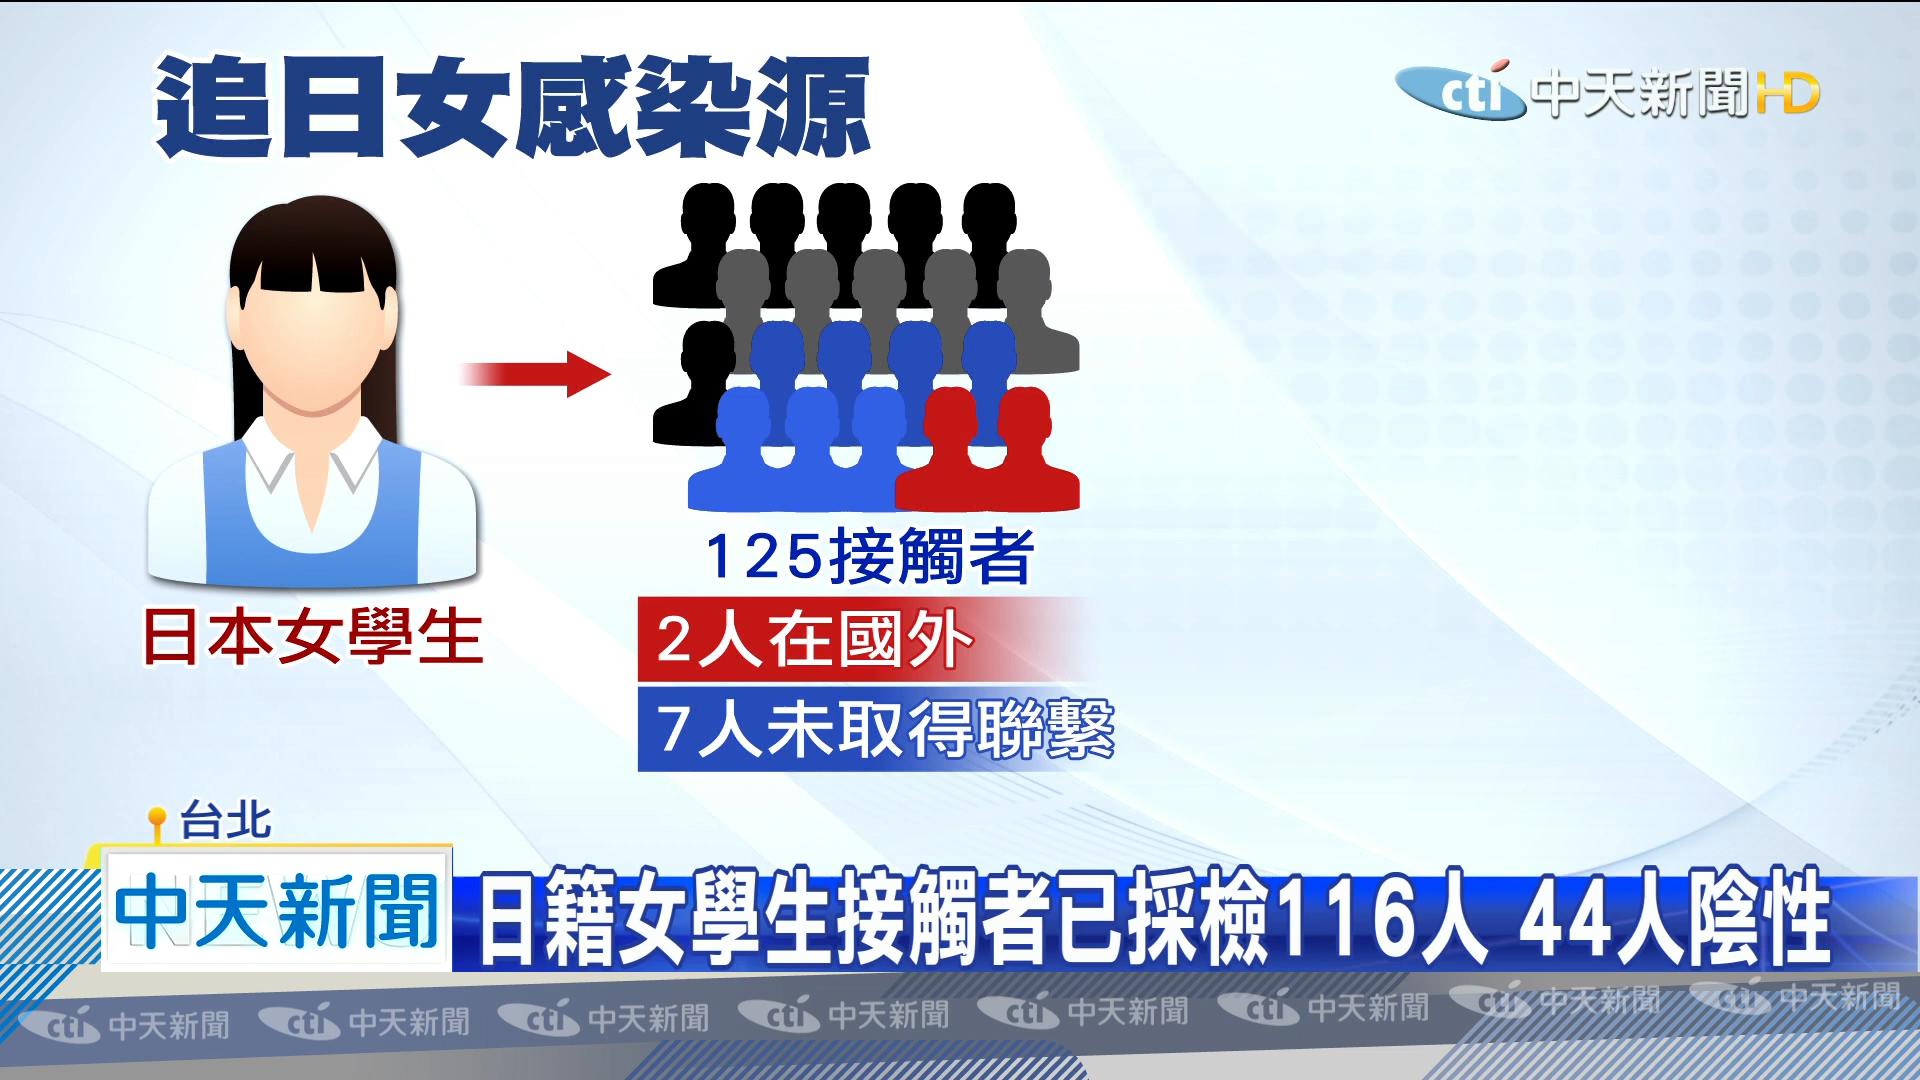 追日女感染源
cti 中天新聞HD
125接觸者
日本女學生
2人在國外
7人未取得聯繫
台北
中天新聞
日籍女學生接觸者已採檢116人 44人陰性
cti 中天新聞 cti 中天新聞 cti 中天新聞 cti 中天新聞 cti 中天新聞 cti 中天新聞 cti 中天新聞 cti 中天新聞